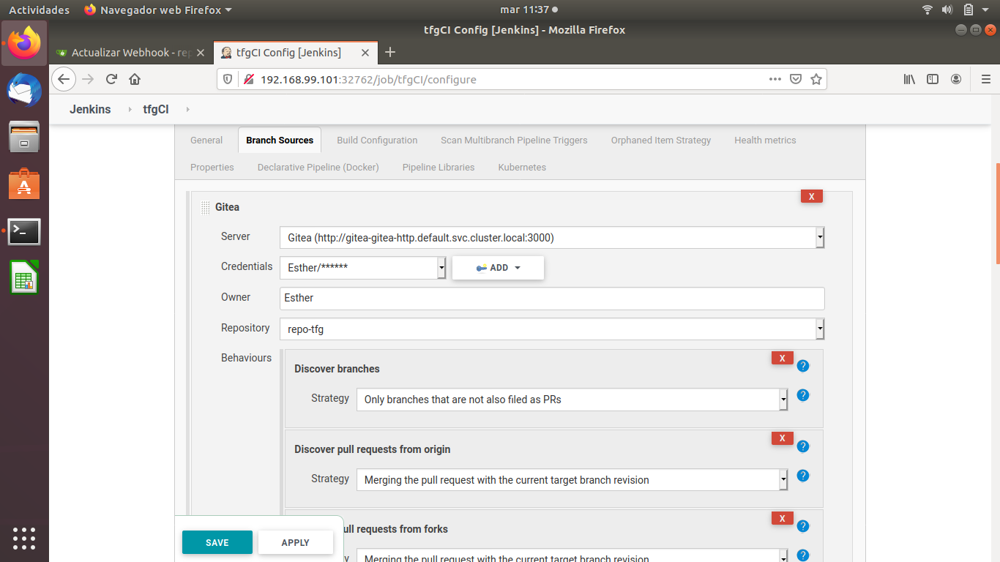 Actividades Navegador web Firefox mar 11:37
tfgCI Config [Jenkins] - Mozilla Firefox
Actualizar Webhook - rep tfgCI Config [Jenkins]
192.168.99.101:32762/job/tfgCI/configure
Jenkins tfgCI
General Branch Sources Build Configuration Scan Multibranch Pipeline Triggers Orphaned Item Strategy Health metrics
Properties Declarative Pipeline (Docker) Pipeline Libraries Kubernetes
X
Gitea
Server Gitea (http://gitea-gitea-http.default.svc.cluster.local:3000)
Credentials Esther/****** ADD
Owner Esther
Repository repo-tfg
Behaviours
X
Discover branches ?
Strategy Only branches that are not also filed as PRs ?
X
Discover pull requests from origin ?
Strategy Merging the pull request with the current target branch revision ?
X
ull requests from forks ?
y Merging the pull request with the current target branch revision ?
SAVE APPLY